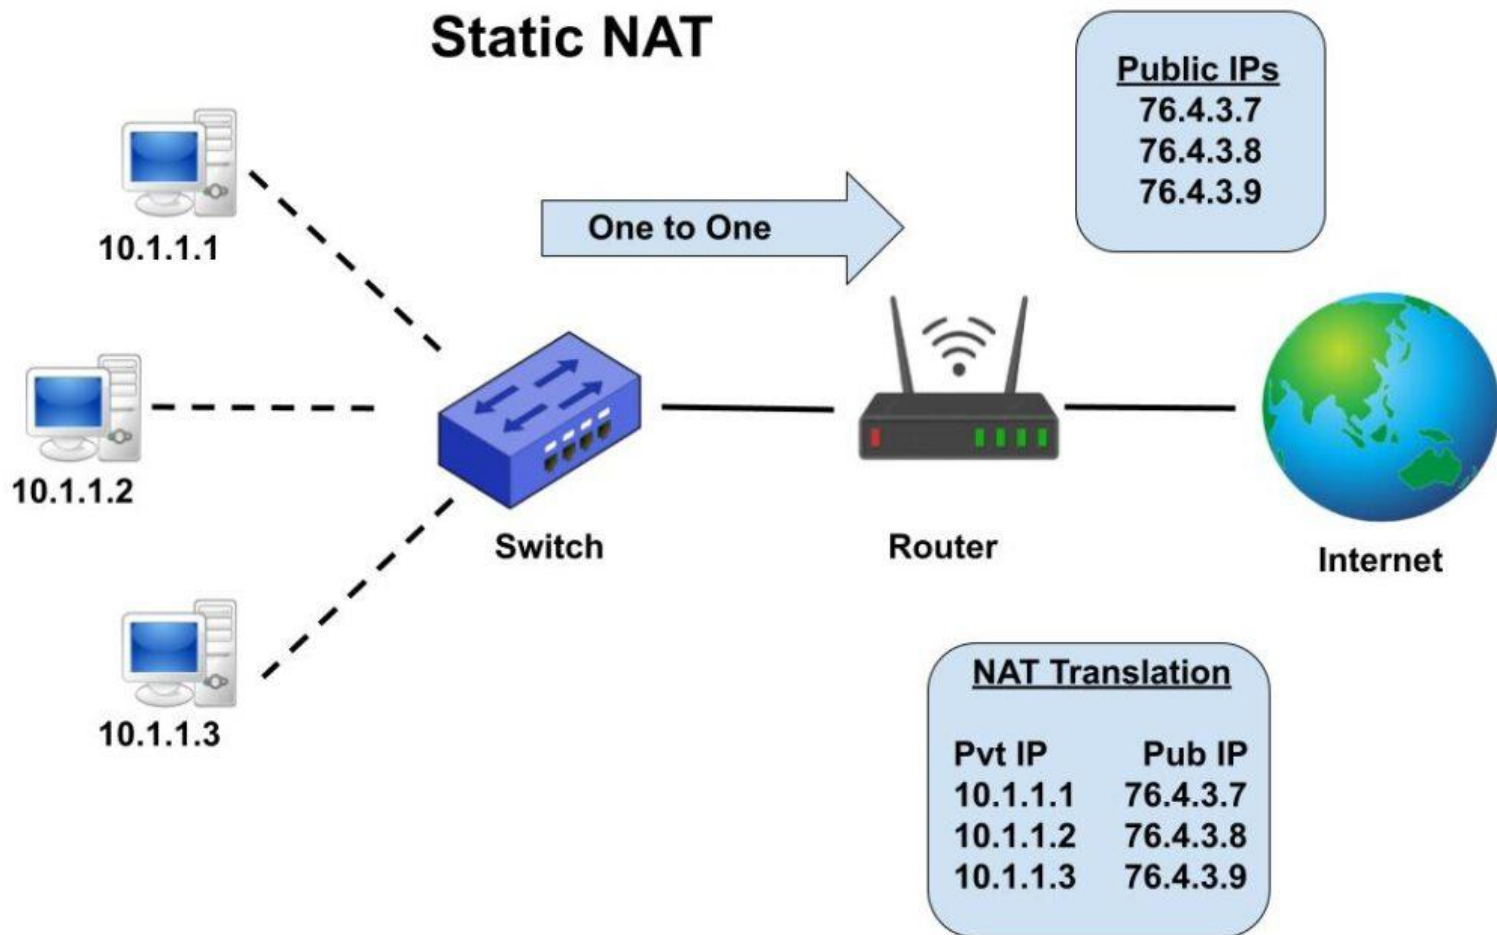 Static NAT
Public IPs
76.4.3.7
76.4.3.8
76.4.3.9
One to One
10.1.1.1
10.1.1.2
10.1.1.3
Switch
Router
Internet
NAT Translation
Pvt IP Pub IP
10.1.1.1 76.4.3.7
10.1.1.2 76.4.3.8
10.1.1.3 76.4.3.9